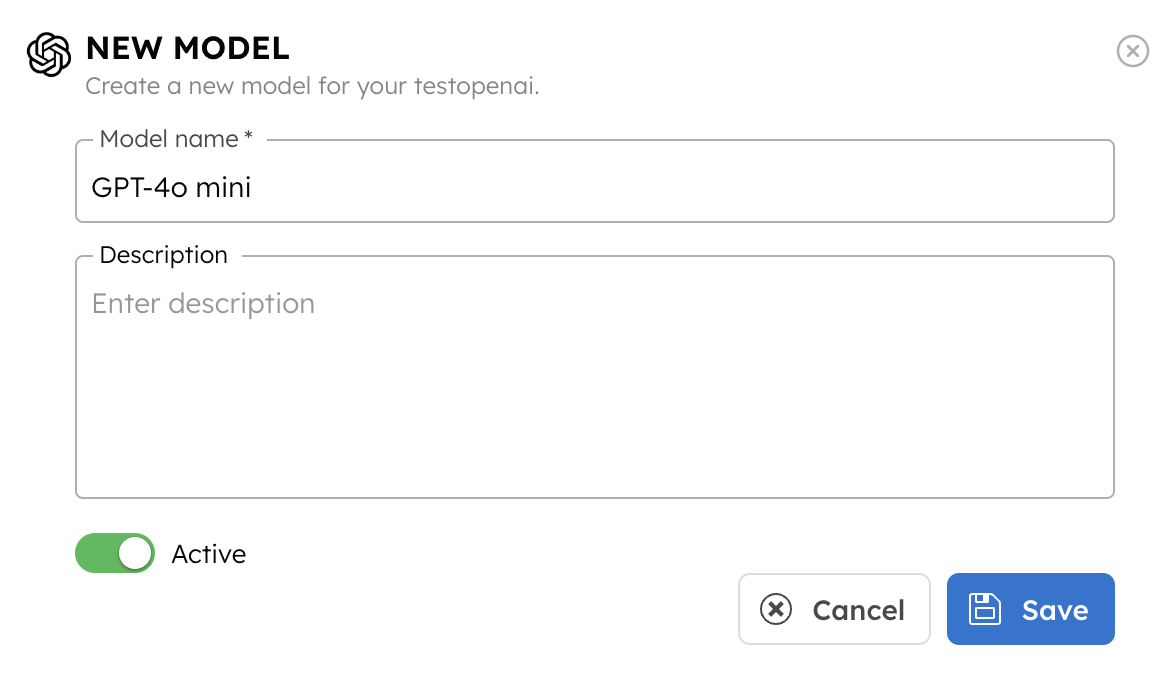 NEW MODEL
Create a new model for your testopenai.
Model name *
GPT-4o mini
Description
Enter description
Active
Cancel
Save